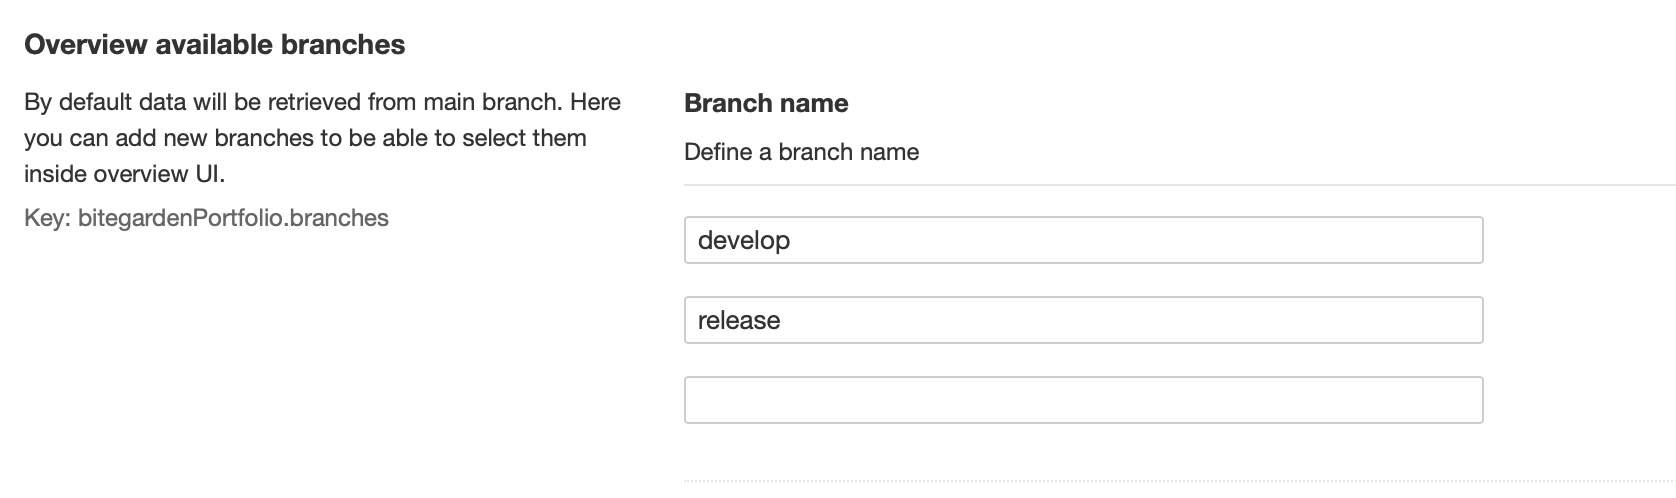 Overview available branches
By default data will be retrieved from main branch. Here
you can add new branches to be able to select them
inside overview UI.
Key: bitegardenPortfolio.branches
Branch name
Define a branch name
develop
release